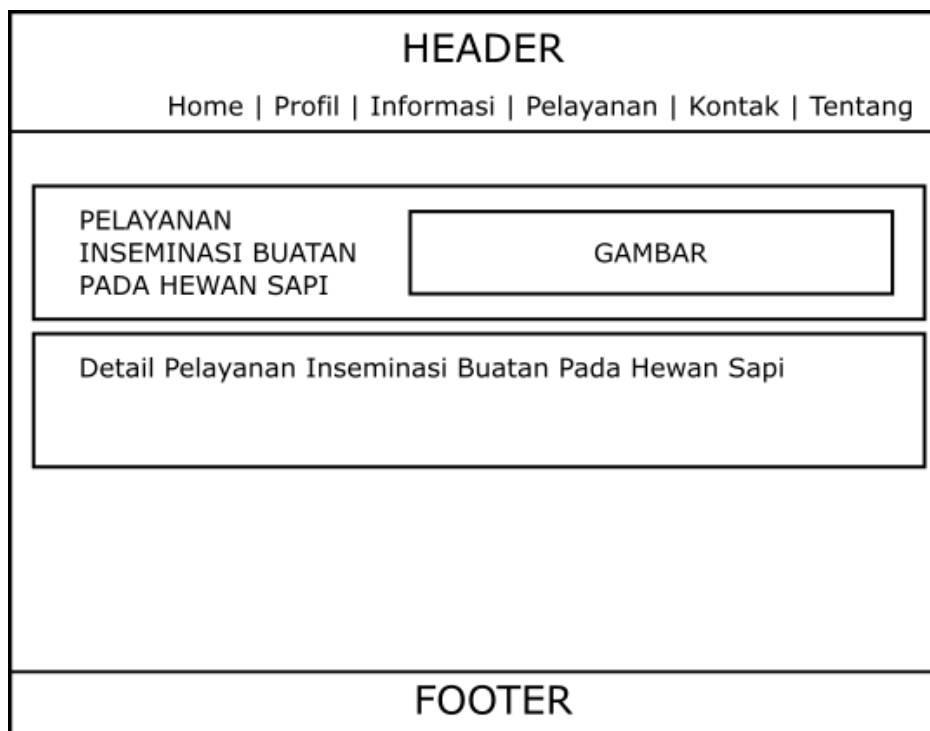 HEADER
Home | Profil | Informasi | Pelayanan | Kontak | Tentang
PELAYANAN
INSEMINASI BUATAN
PADA HEWAN SAPI
GAMBAR
Detail Pelayanan Inseminasi Buatan Pada Hewan Sapi
FOOTER